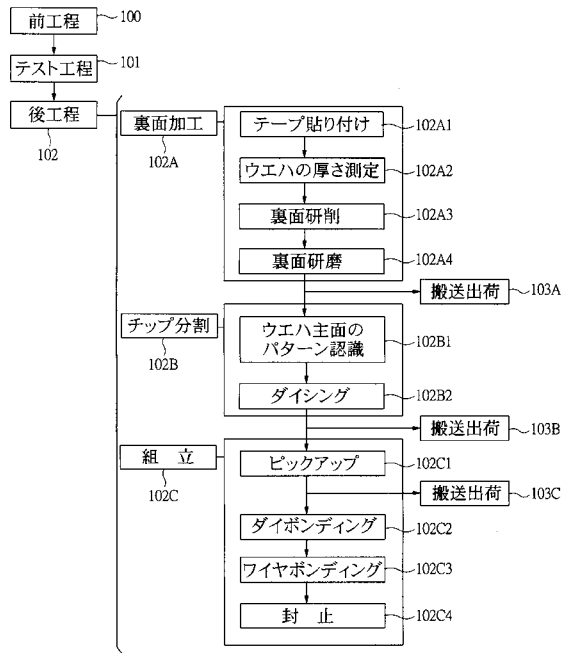 前工程
100
テスト工程
101
後工程
102
裏面加工
102A
テープ貼り付け
102A1
ウエハの厚さ測定
102A2
裏面研削
102A3
裏面研磨
102A4
搬送出荷
103A
チップ分割
102B
ウエハ主面の
パターン認識
102B1
ダイシング
102B2
搬送出荷
103B
組 立
102C
ピックアップ
102C1
搬送出荷
103C
ダイボンディング
102C2
ワイヤボンディング
102C3
封 止
102C4